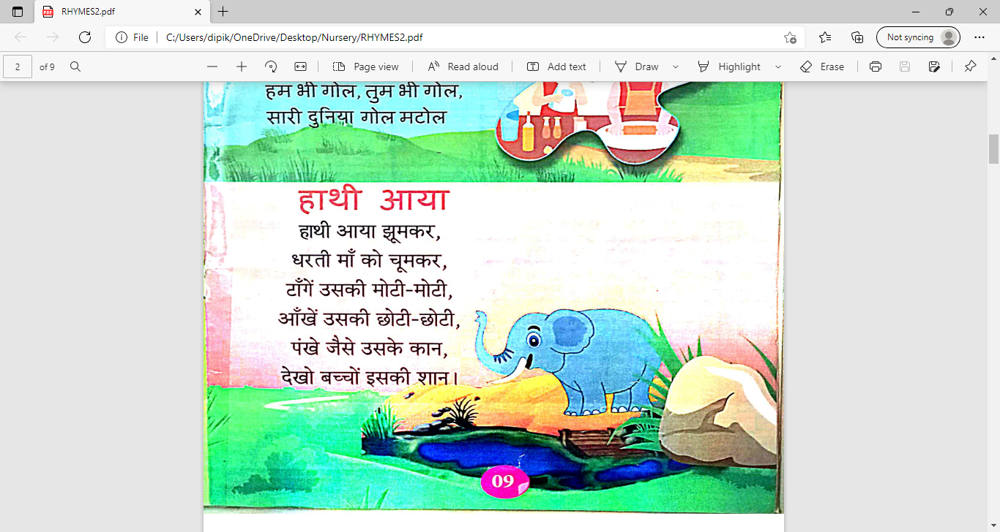 RHYMES2.pdf
File C:/Users/dipik/OneDrive/Desktop/Nursery/RHYMES2.pdf
Not syncing
2 of 9
Page view
Read aloud
Add text
Draw
Highlight
Erase
हम भी गोल, तुम भी गोल,
सारी दुनिया गोल मटोल
हाथी आया
हाथी आया झूमकर,
धरती माँ को चूमकर,
टाँगें उसकी मोटी-मोटी,
आँखें उसकी छोटी-छोटी,
पंखे जैसे उसके कान,
देखो बच्चों इसकी शान।
09